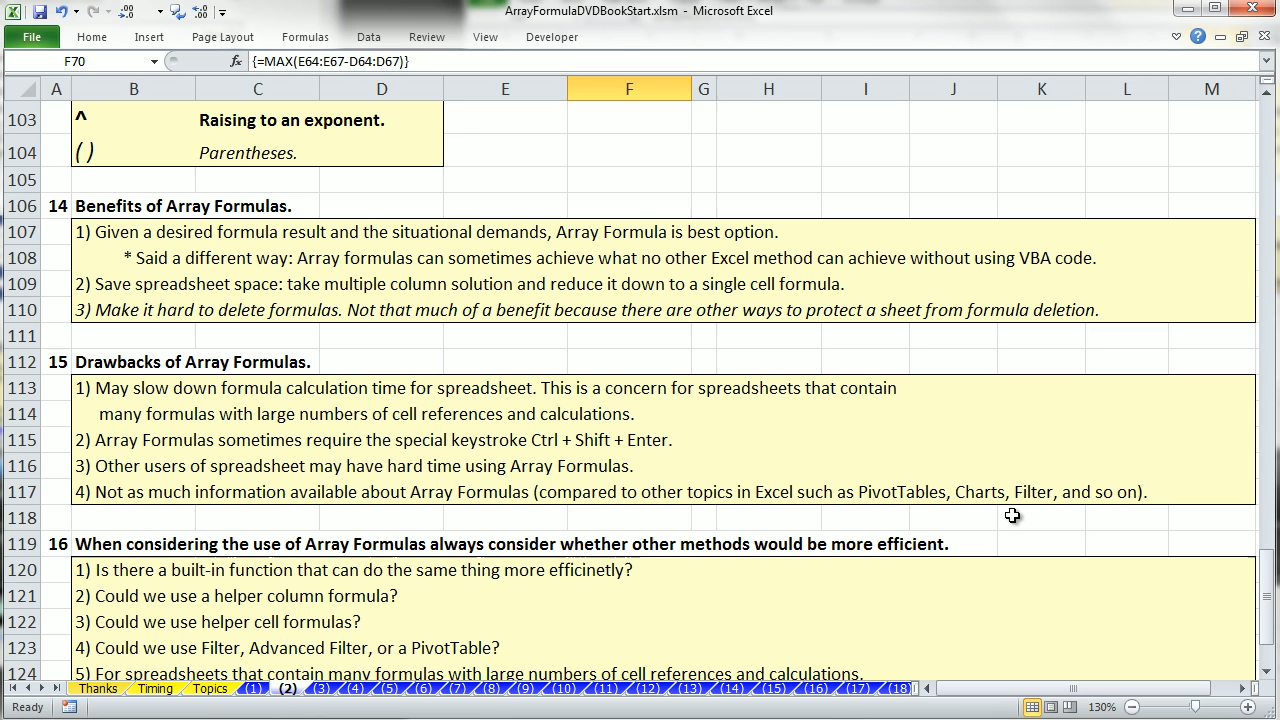 ArrayFormulaDVDBookStart.xlsm - Microsoft Excel
File Home Insert Page Layout Formulas Data Review View Developer
F70 fx {=MAX(E64:E67-D64:D67)}
A B C D E F G H I J K L M
103 ^ Raising to an exponent.
104 ( ) Parentheses.
105
106 14 Benefits of Array Formulas.
107 1) Given a desired formula result and the situational demands, Array Formula is best option.
108 * Said a different way: Array formulas can sometimes achieve what no other Excel method can achieve without using VBA code.
109 2) Save spreadsheet space: take multiple column solution and reduce it down to a single cell formula.
110 3) Make it hard to delete formulas. Not that much of a benefit because there are other ways to protect a sheet from formula deletion.
111
112 15 Drawbacks of Array Formulas.
113 1) May slow down formula calculation time for spreadsheet. This is a concern for spreadsheets that contain
114 many formulas with large numbers of cell references and calculations.
115 2) Array Formulas sometimes require the special keystroke Ctrl + Shift + Enter.
116 3) Other users of spreadsheet may have hard time using Array Formulas.
117 4) Not as much information available about Array Formulas (compared to other topics in Excel such as PivotTables, Charts, Filter, and so on).
118
119 16 When considering the use of Array Formulas always consider whether other methods would be more efficient.
120 1) Is there a built-in function that can do the same thing more efficinetly?
121 2) Could we use a helper column formula?
122 3) Could we use helper cell formulas?
123 4) Could we use Filter, Advanced Filter, or a PivotTable?
124 5) For spreadsheets that contain many formulas with large numbers of cell references and calculations.
Thanks Timing Topics (1) (2) (3) (4) (5) (6) (7) (8) (9) (10) (11) (12) (13) (14) (15) (16) (17) (18
Ready 130%